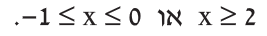 .−1 ≤ x ≤ 0 או x ≥ 2